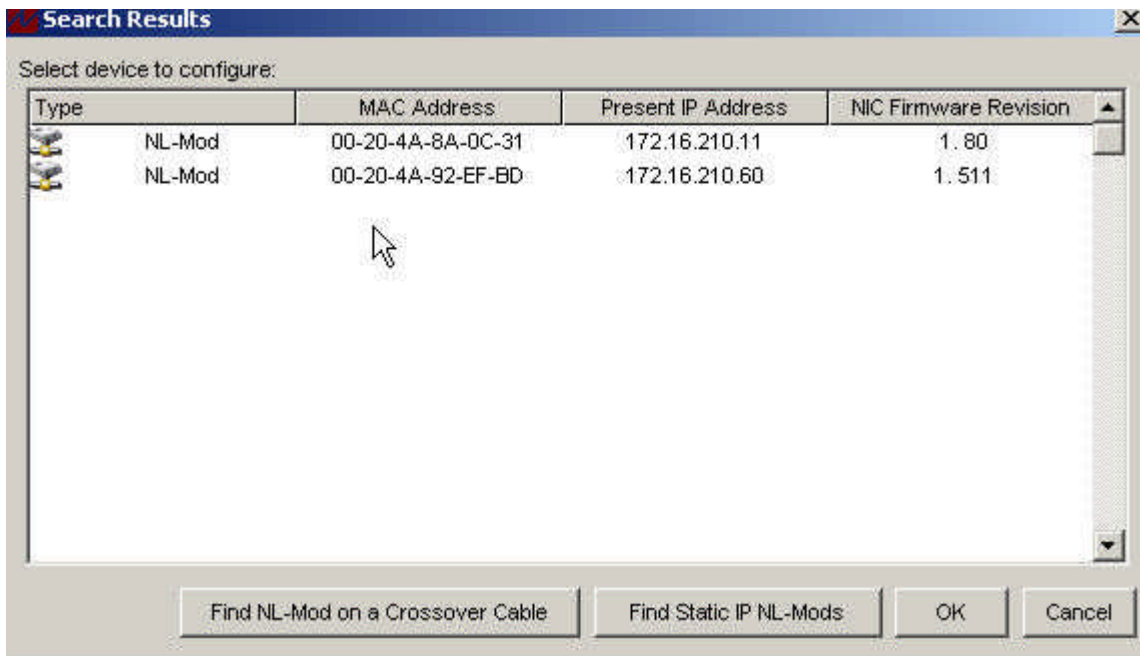 Search Results
Select device to configure:
Type MAC Address Present IP Address NIC Firmware Revision
NL-Mod 00-20-4A-8A-0C-31 172.16.210.11 1. 80
NL-Mod 00-20-4A-92-EF-BD 172.16.210.60 1. 511
Find NL-Mod on a Crossover Cable Find Static IP NL-Mods OK Cancel